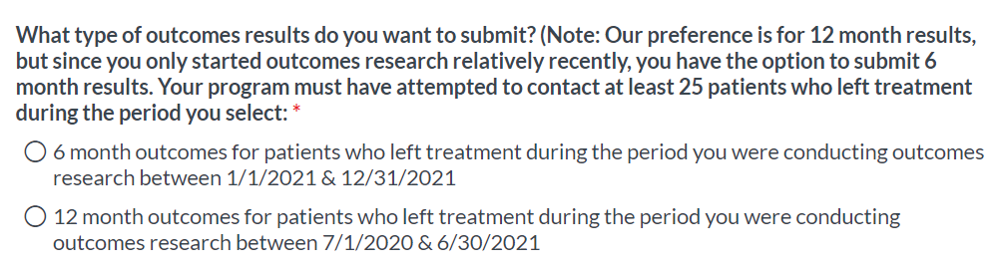 What type of outcomes results do you want to submit? (Note: Our preference is for 12 month results,
but since you only started outcomes research relatively recently, you have the option to submit 6
month results. Your program must have attempted to contact at least 25 patients who left treatment
during the period you select: *
6 month outcomes for patients who left treatment during the period you were conducting outcomes
research between 1/1/2021 & 12/31/2021
12 month outcomes for patients who left treatment during the period you were conducting
outcomes research between 7/1/2020 & 6/30/2021